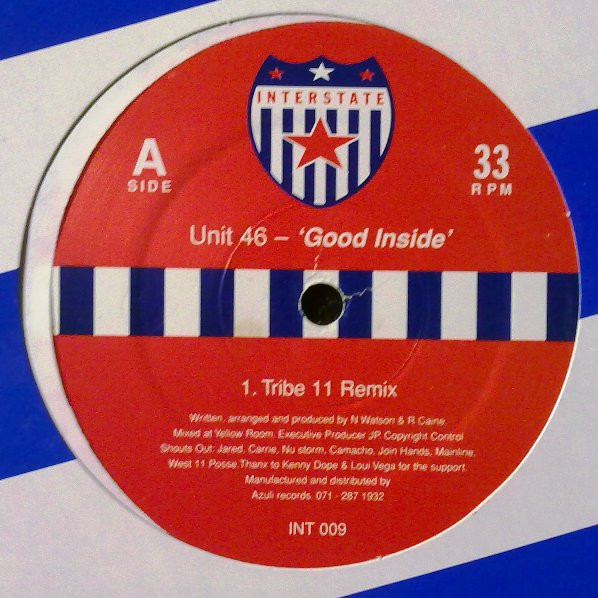 INTERSTATE
A
SIDE
33
RPM
Unit 46 – ‘Good Inside’
1. Tribe 11 Remix
Written, arranged and produced by N Watson & R Caine.
Mixed at Yellow Room. Executive Producer JP. Copyright Control
Shouts Out: Jared, Carrie, Nu storm, Camacho, Join Hands, Mainline,
West 11 Posse.Thanx to Kenny Dope & Loui Vega for the support.
Manufactured and distributed by
Azuli records. 071 - 287 1932
INT 009